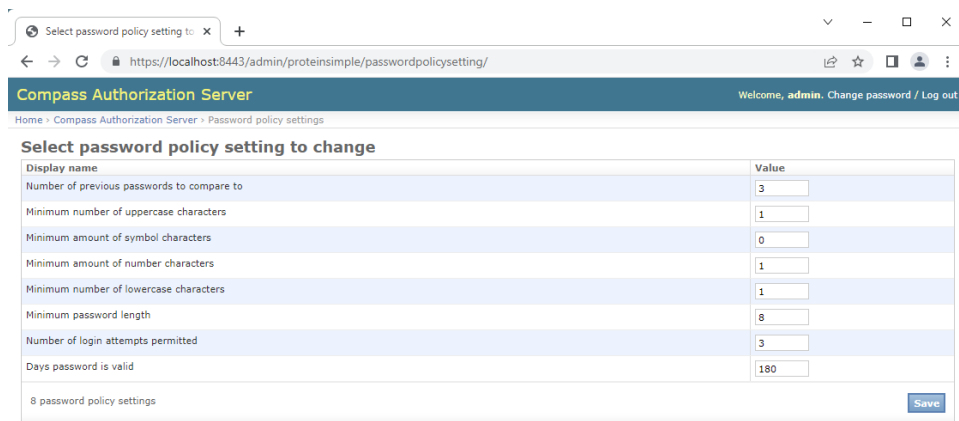 Select password policy setting to
https://localhost:8443/admin/proteinsimple/passwordpolicysetting/
Compass Authorization Server Welcome, admin. Change password / Log out
Home › Compass Authorization Server › Password policy settings
Select password policy setting to change
Display name Value
Number of previous passwords to compare to 3
Minimum number of uppercase characters 1
Minimum amount of symbol characters 0
Minimum amount of number characters 1
Minimum number of lowercase characters 1
Minimum password length 8
Number of login attempts permitted 3
Days password is valid 180
8 password policy settings Save